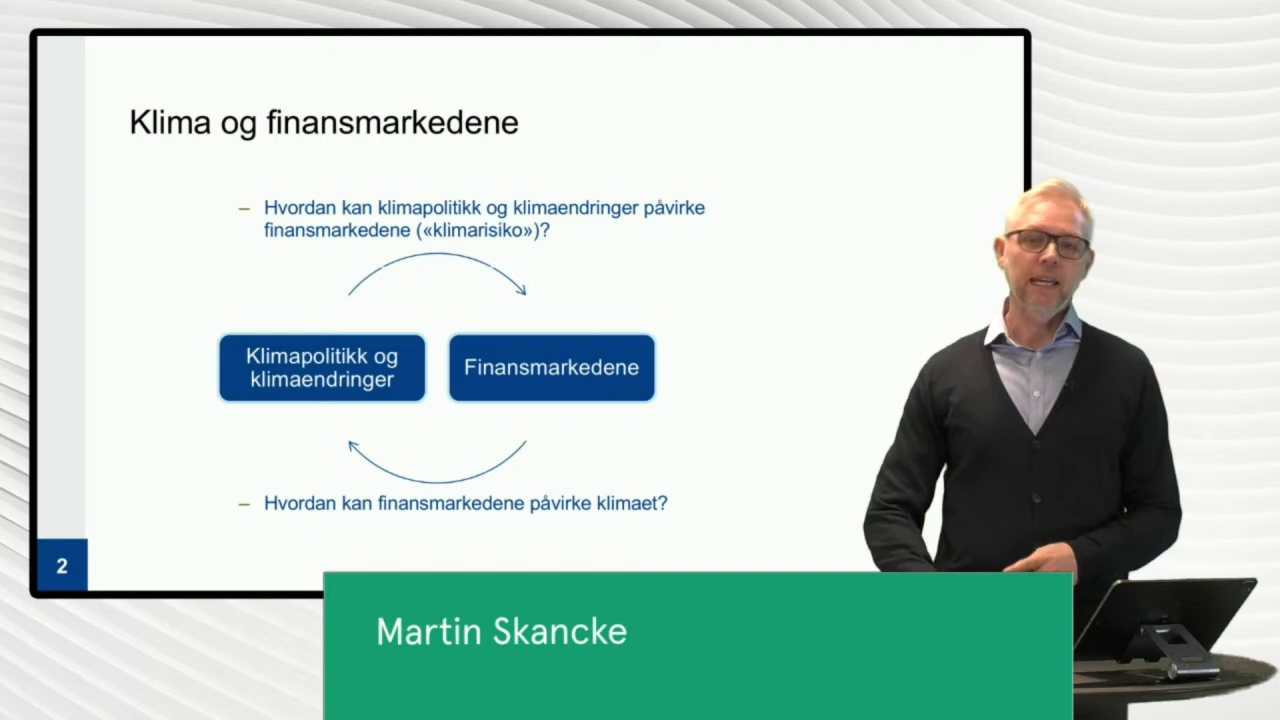 Klima og finansmarkedene
– Hvordan kan klimapolitikk og klimaendringer påvirke
finansmarkedene («klimarisiko»)?
Klimapolitikk og
klimaendringer
Finansmarkedene
– Hvordan kan finansmarkedene påvirke klimaet?
2
Martin Skancke